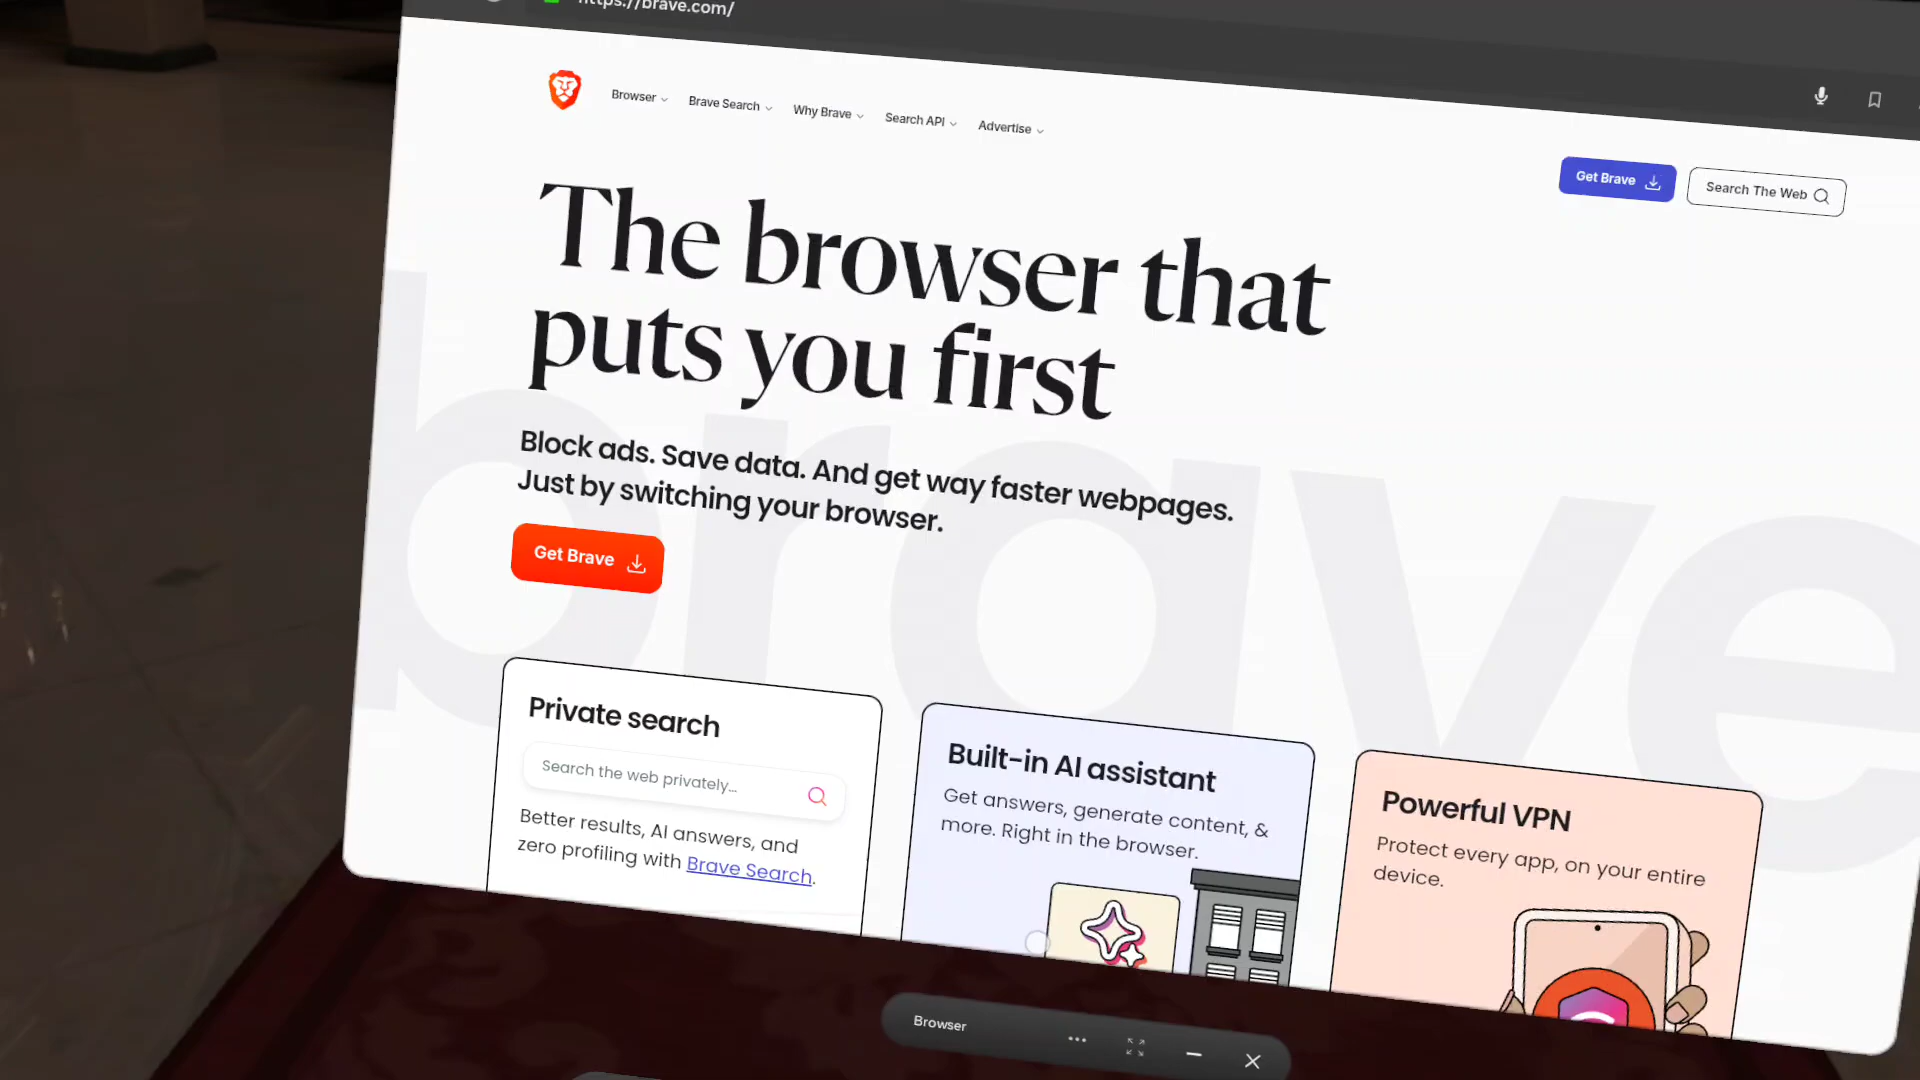 https://brave.com/
Browser
Brave Search
Why Brave
Search API
Advertise
Get Brave
Search The Web
The browser that
puts you first
Block ads. Save data. And get way faster webpages.
Just by switching your browser.
Get Brave
brave
Private search
Search the web privately...
Better results, AI answers, and
zero profiling with Brave Search.
Built-in AI assistant
Get answers, generate content, &
more. Right in the browser.
Powerful VPN
Protect every app, on your entire
device.
Browser